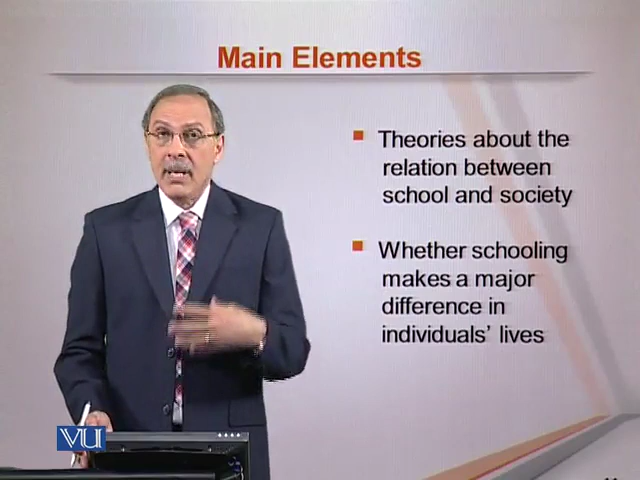 Main Elements
Theories about the
relation between
school and society
Whether schooling
makes a major
difference in
individuals' lives
VU